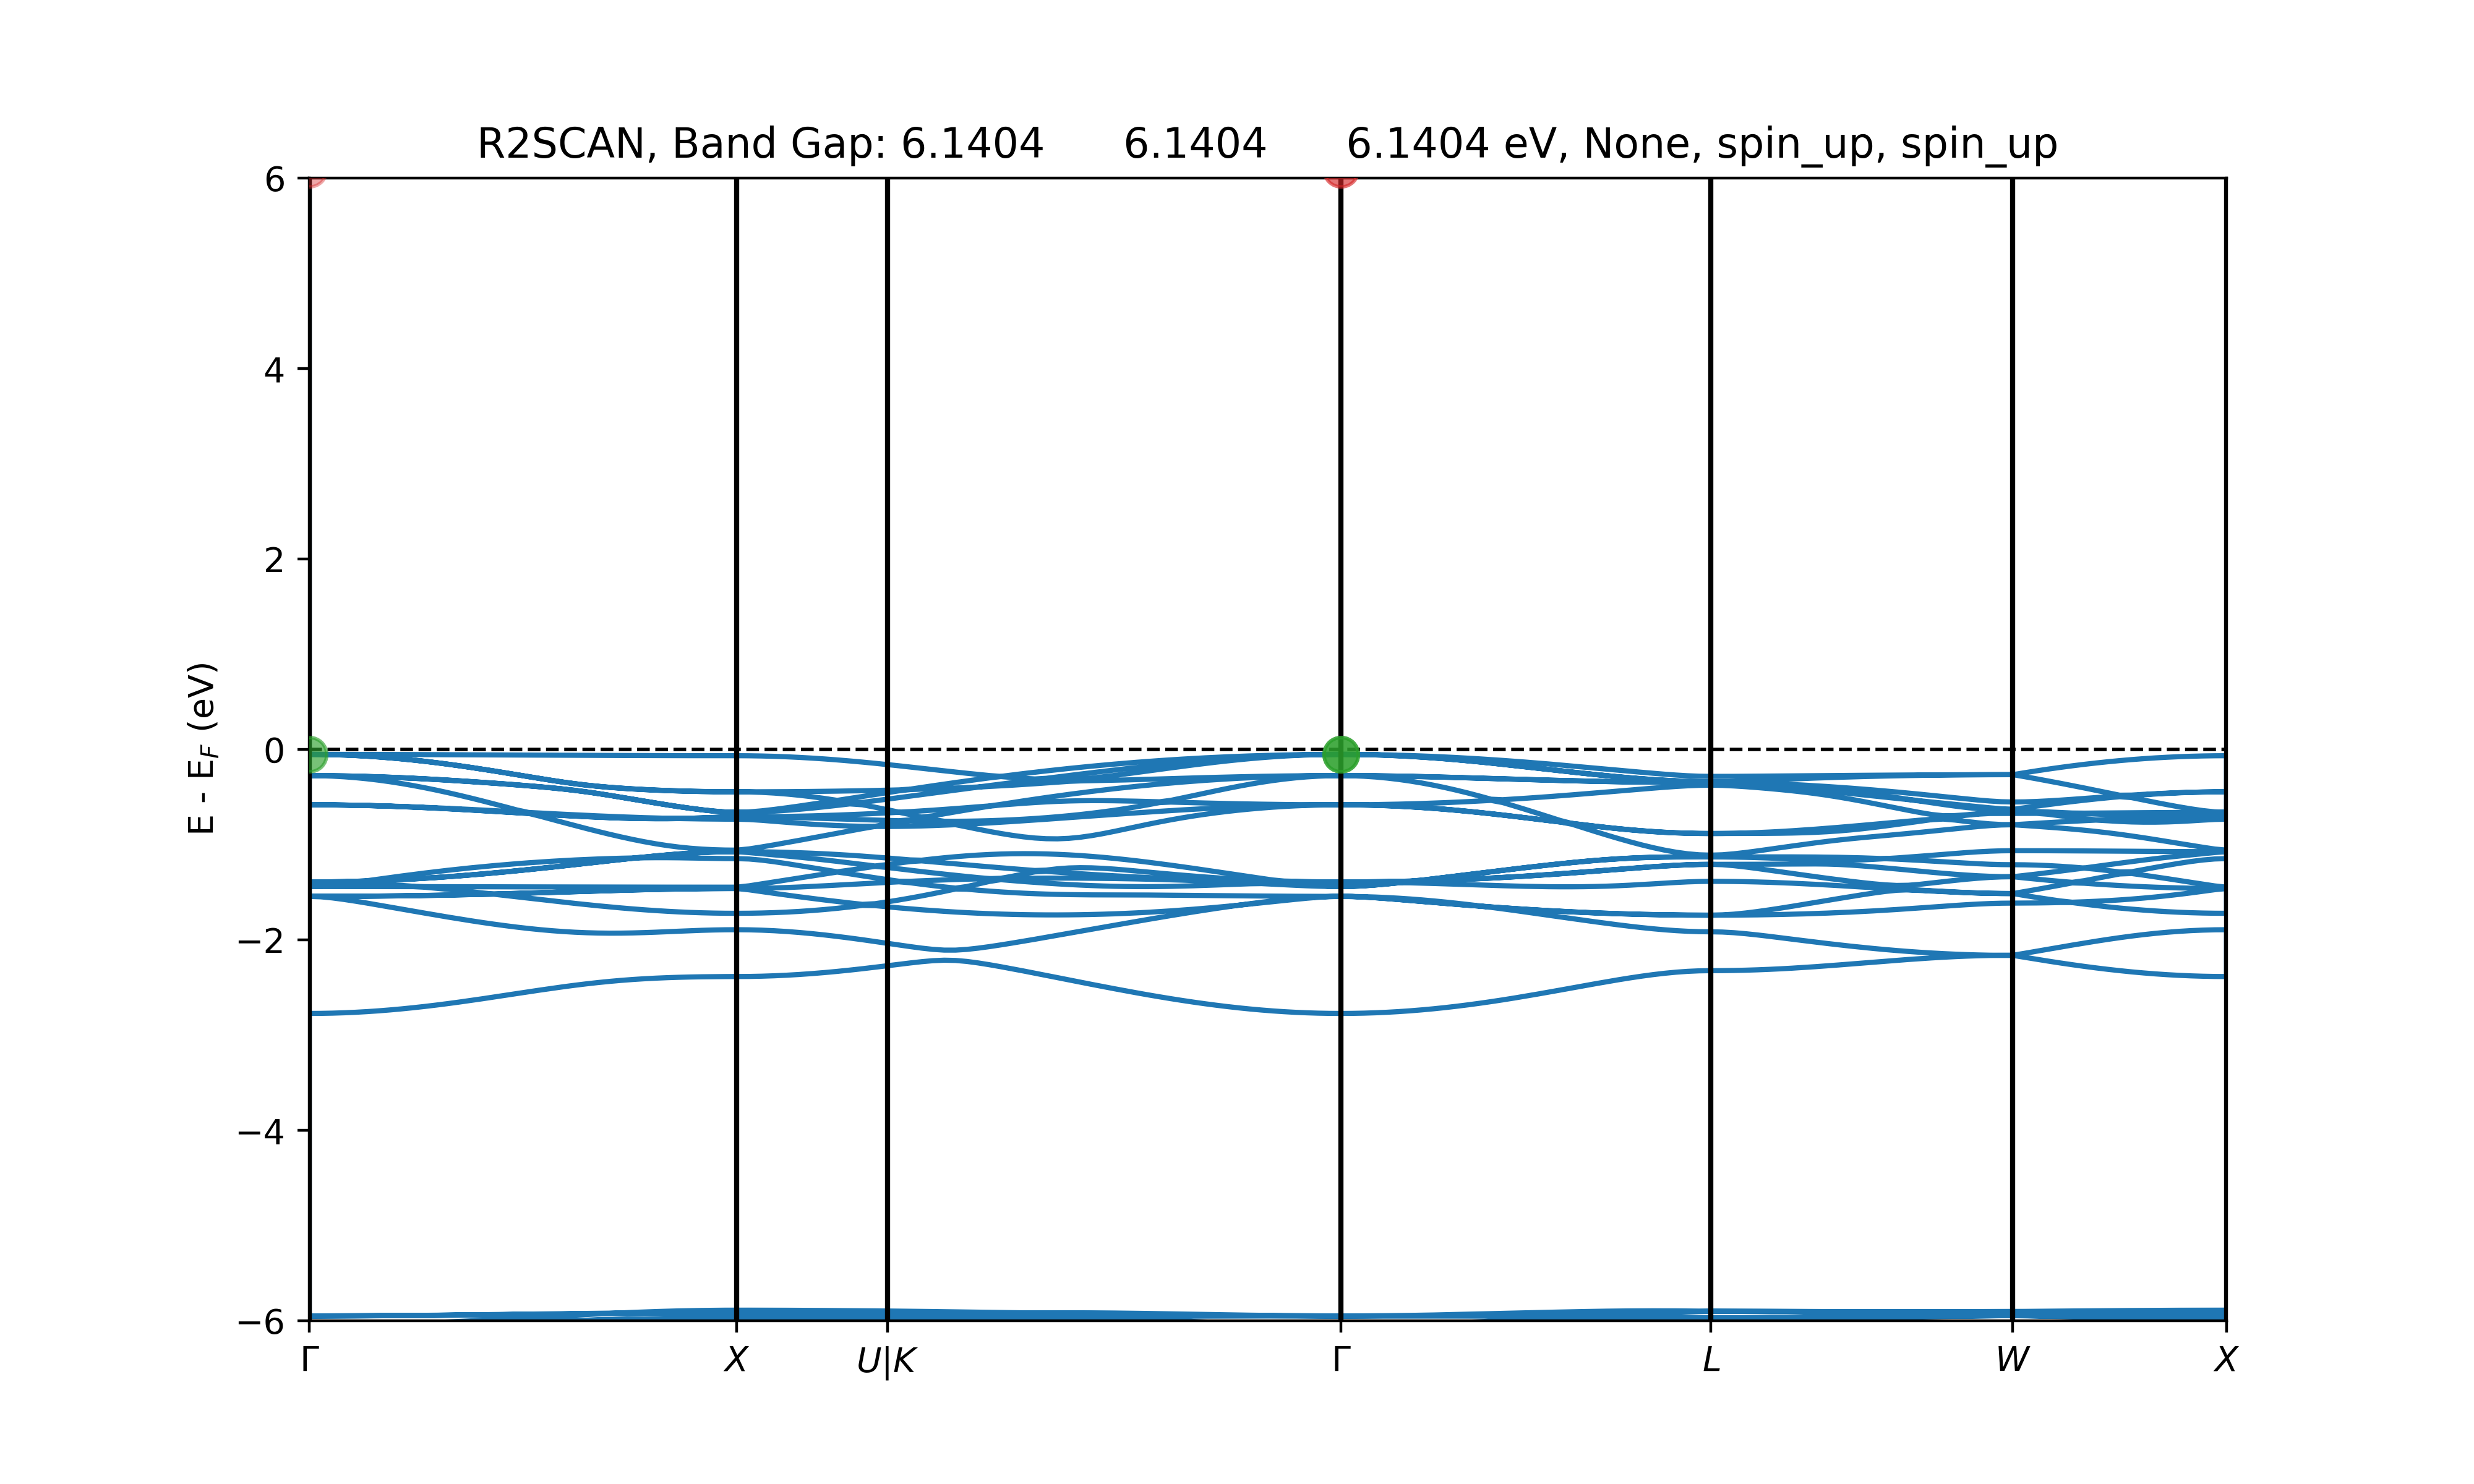 R2SCAN, Band Gap: 6.1404 6.1404 6.1404 eV, None, spin_up, spin_up
6
4
2
0
−2
−4
−6
E - E_F (eV)
Γ X U|K Γ L W X